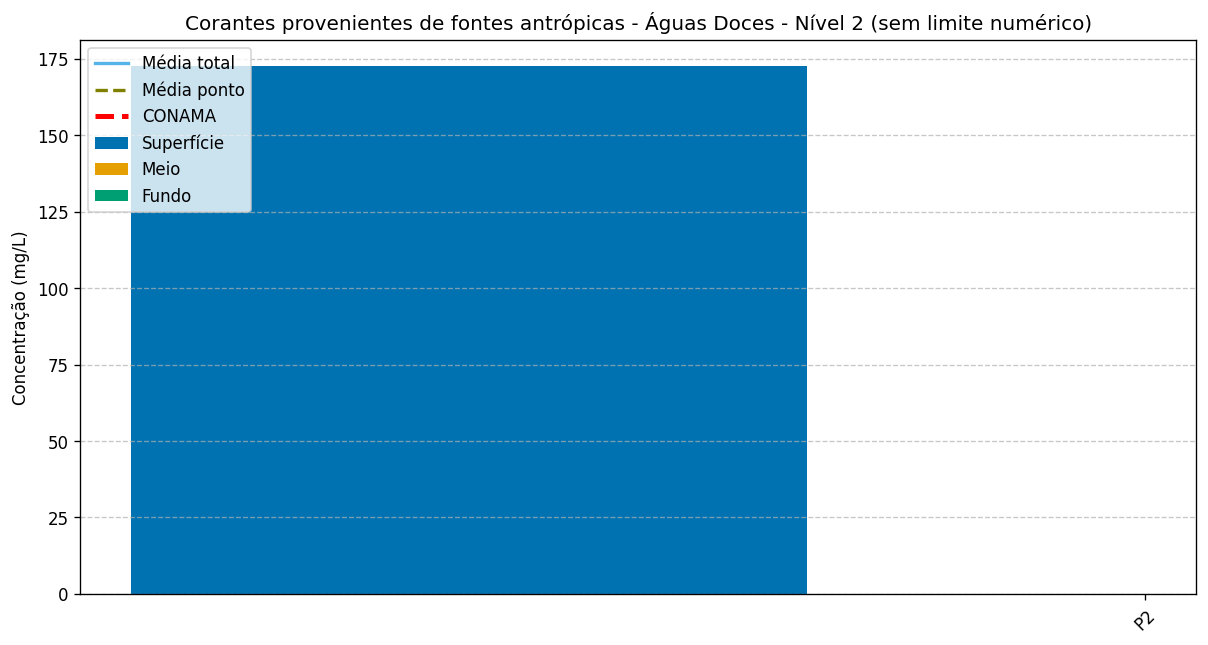 Corantes provenientes de fontes antrópicas - Águas Doces - Nível 2 (sem limite numérico)
Média total
Média ponto
CONAMA
Superfície
Meio
Fundo
Concentração (mg/L)
175
150
125
100
75
50
25
0
P2